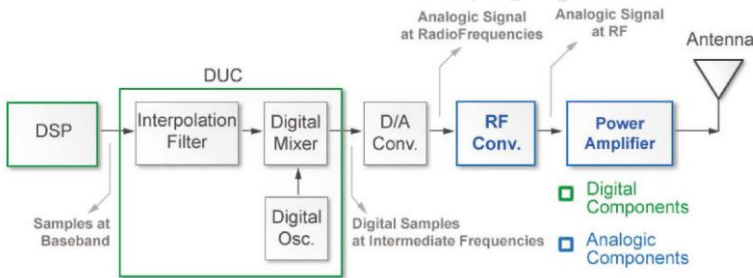 Analogic Signal
at RadioFrequencies
Analogic Signal
at RF
Antenna
DUC
DSP
Interpolation
Filter
Digital
Mixer
D/A
Conv.
RF
Conv.
Power
Amplifier
Digital
Osc.
Samples at
Baseband
Digital Samples
at Intermediate Frequencies
Digital
Components
Analogic
Components